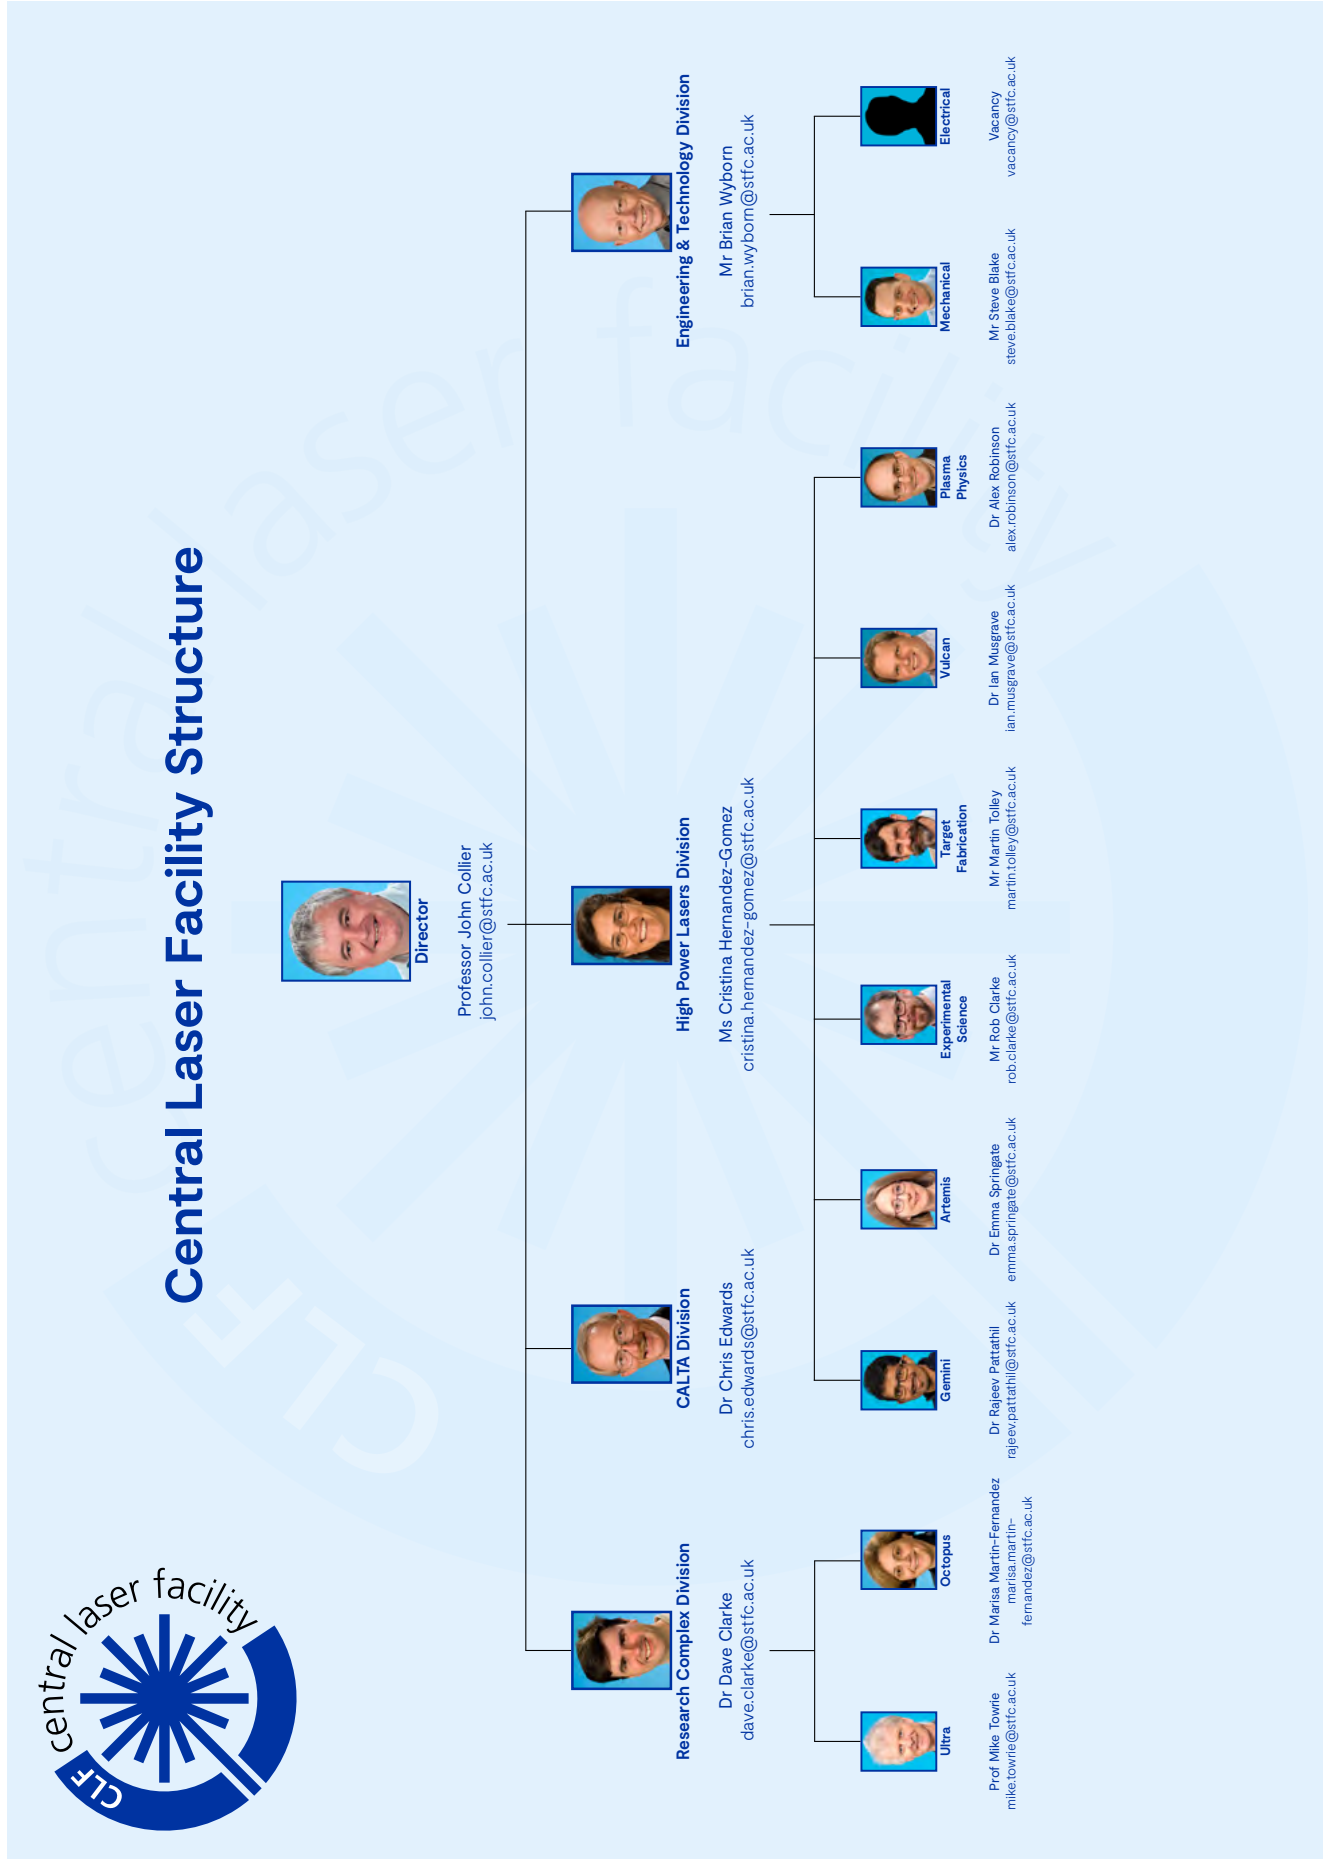 CLF central laser facility
Central Laser Facility Structure
Director
Professor John Collier
john.collier@stfc.ac.uk
Research Complex Division
Dr Dave Clarke
dave.clarke@stfc.ac.uk
CALTA Division
Dr Chris Edwards
chris.edwards@stfc.ac.uk
High Power Lasers Division
Ms Cristina Hernandez-Gomez
cristina.hernandez-gomez@stfc.ac.uk
Engineering & Technology Division
Mr Brian Wyborn
brian.wyborn@stfc.ac.uk
Ultra
Prof Mike Towrie
mike.towrie@stfc.ac.uk
Octopus
Dr Marisa Martin-Fernandez
marisa.martin-
fernandez@stfc.ac.uk
Gemini
Dr Rajeev Pattathil
rajeev.pattathil@stfc.ac.uk
Artemis
Dr Emma Springate
emma.springate@stfc.ac.uk
Experimental
Science
Mr Rob Clarke
rob.clarke@stfc.ac.uk
Target
Fabrication
Mr Martin Tolley
martin.tolley@stfc.ac.uk
Vulcan
Dr Ian Musgrave
ian.musgrave@stfc.ac.uk
Plasma
Physics
Dr Alex Robinson
alex.robinson@stfc.ac.uk
Mechanical
Mr Steve Blake
steve.blake@stfc.ac.uk
Electrical
Vacancy
vacancy@stfc.ac.uk
CLF central laser facility